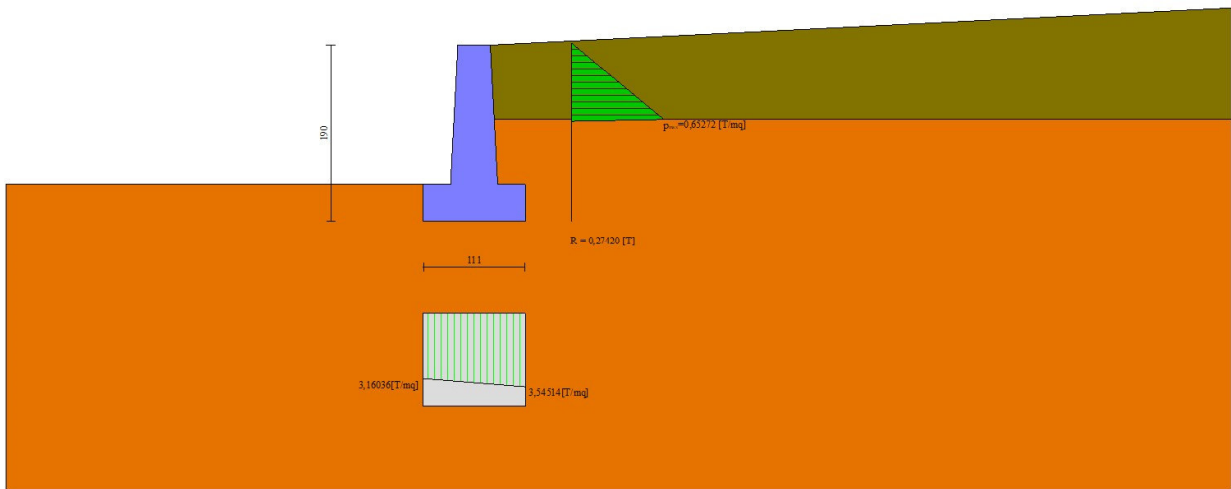 190
p =0,65272 [T/mq]
R = 0,27420 [T]
111
3,16036[T/mq]
3,54514[T/mq]